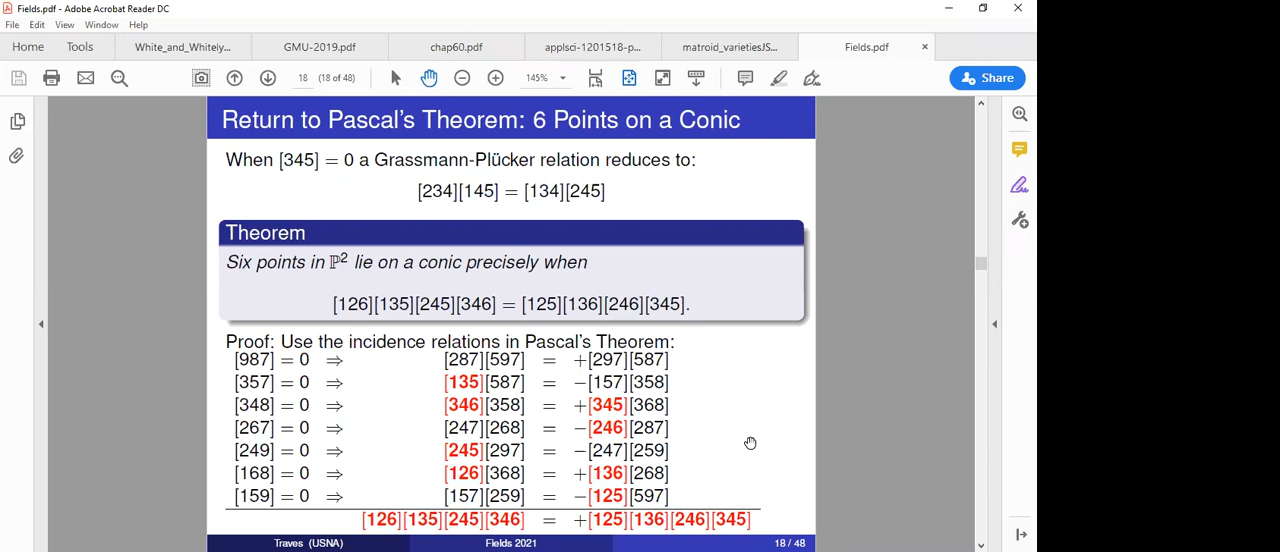 Fields.pdf - Adobe Acrobat Reader DC
File Edit View Window Help
Home Tools White_and_Whitely... GMU-2019.pdf chap60.pdf applsci-1201518-p... matroid_varietiesJS... Fields.pdf ×
18 (18 of 48) 145% Share
Return to Pascal's Theorem: 6 Points on a Conic
When [345] = 0 a Grassmann-Plücker relation reduces to:
[234][145] = [134][245]
Theorem
Six points in ℙ² lie on a conic precisely when
[126][135][245][346] = [125][136][246][345].
Proof: Use the incidence relations in Pascal's Theorem:
[987] = 0 ⇒ [287][597] = +[297][587]
[357] = 0 ⇒ [135][587] = −[157][358]
[348] = 0 ⇒ [346][358] = +[345][368]
[267] = 0 ⇒ [247][268] = −[246][287]
[249] = 0 ⇒ [245][297] = −[247][259]
[168] = 0 ⇒ [126][368] = +[136][268]
[159] = 0 ⇒ [157][259] = −[125][597]
[126][135][245][346] = +[125][136][246][345]
Traves (USNA) Fields 2021 18 / 48